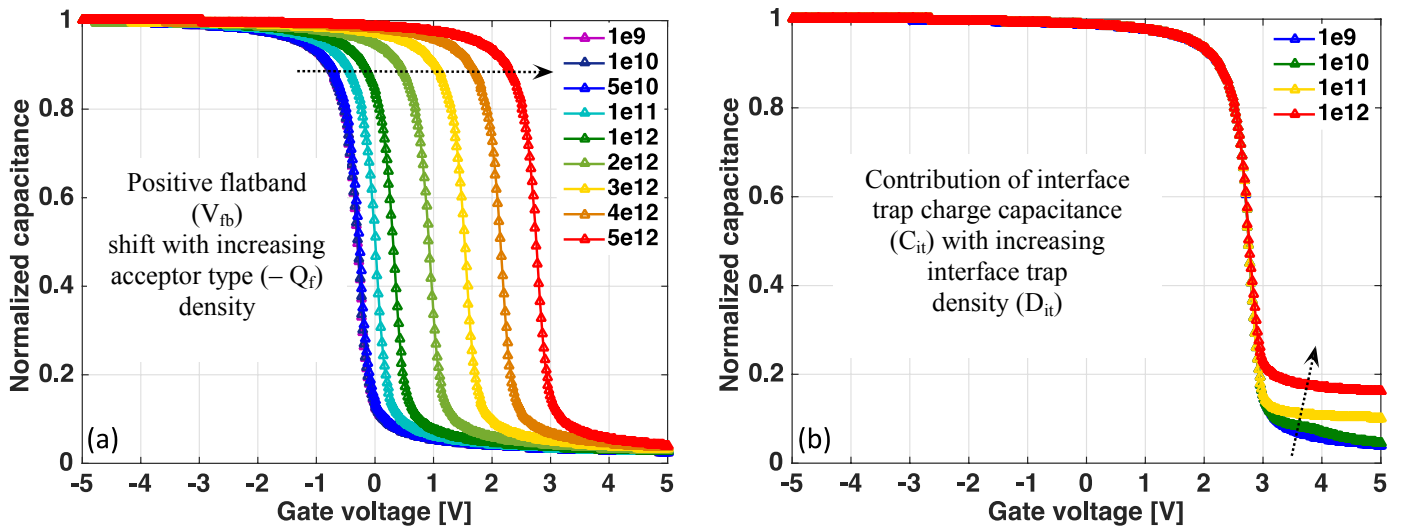 1
0.8
0.6
0.4
0.2
0
Normalized capacitance
-5 -4 -3 -2 -1 0 1 2 3 4 5
Gate voltage [V]
Positive flatband
(Vfb)
shift with increasing
acceptor type (– Qf)
density
1e9
1e10
5e10
1e11
1e12
2e12
3e12
4e12
5e12
(a)
1
0.8
0.6
0.4
0.2
0
Normalized capacitance
-5 -4 -3 -2 -1 0 1 2 3 4 5
Gate voltage [V]
Contribution of interface
trap charge capacitance
(Cit) with increasing
interface trap
density (Dit)
1e9
1e10
1e11
1e12
(b)